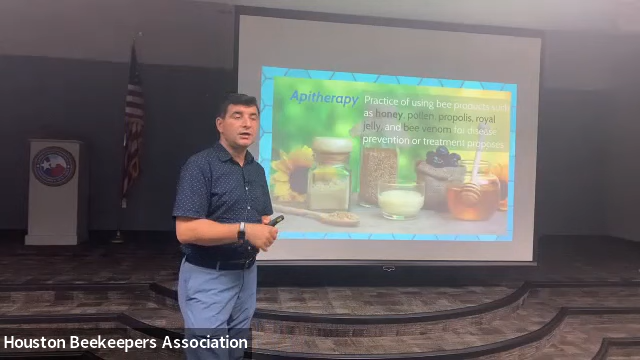 Apitherapy Practice of using bee products such
as honey, pollen, propolis, royal
jelly, and bee venom for disease
prevention or treatment proposes
Houston Beekeepers Association